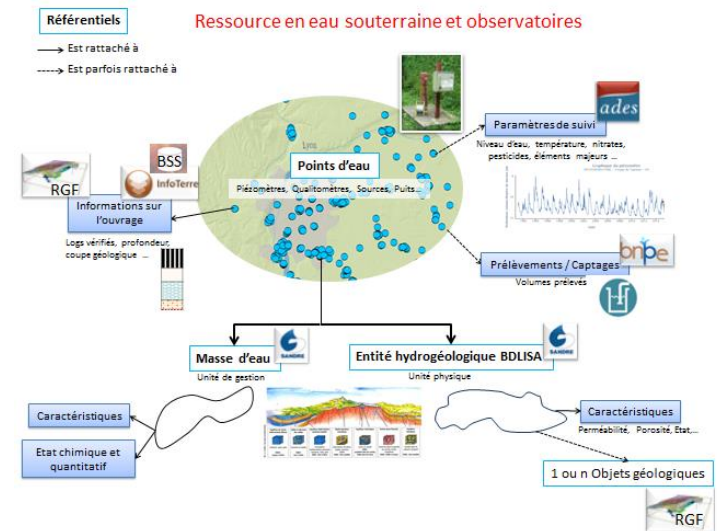 Référentiels
Ressource en eau souterraine et observatoires
Est rattaché à
Est parfois rattaché à
ades
Paramètres de suivi
Niveau d'eau, température, nitrates,
pesticides, éléments majeurs ...
Lyon
Points d'eau
Piézomètres, Qualitomètres, Sources, Puits...
BSS
RGF
InfoTerre
Informations sur
l'ouvrage
Logs vérifiés, profondeur,
coupe géologique ...
bnpe
Prélèvements / Captages
Volumes prélevés
SANDRE
Masse d'eau
Unité de gestion
SANDRE
Entité hydrogéologique BDLISA
Unité physique
Caractéristiques
Etat chimique et
quantitatif
Caractéristiques
Perméabilité, Porosité, Etat,...
1 ou n Objets géologiques
RGF